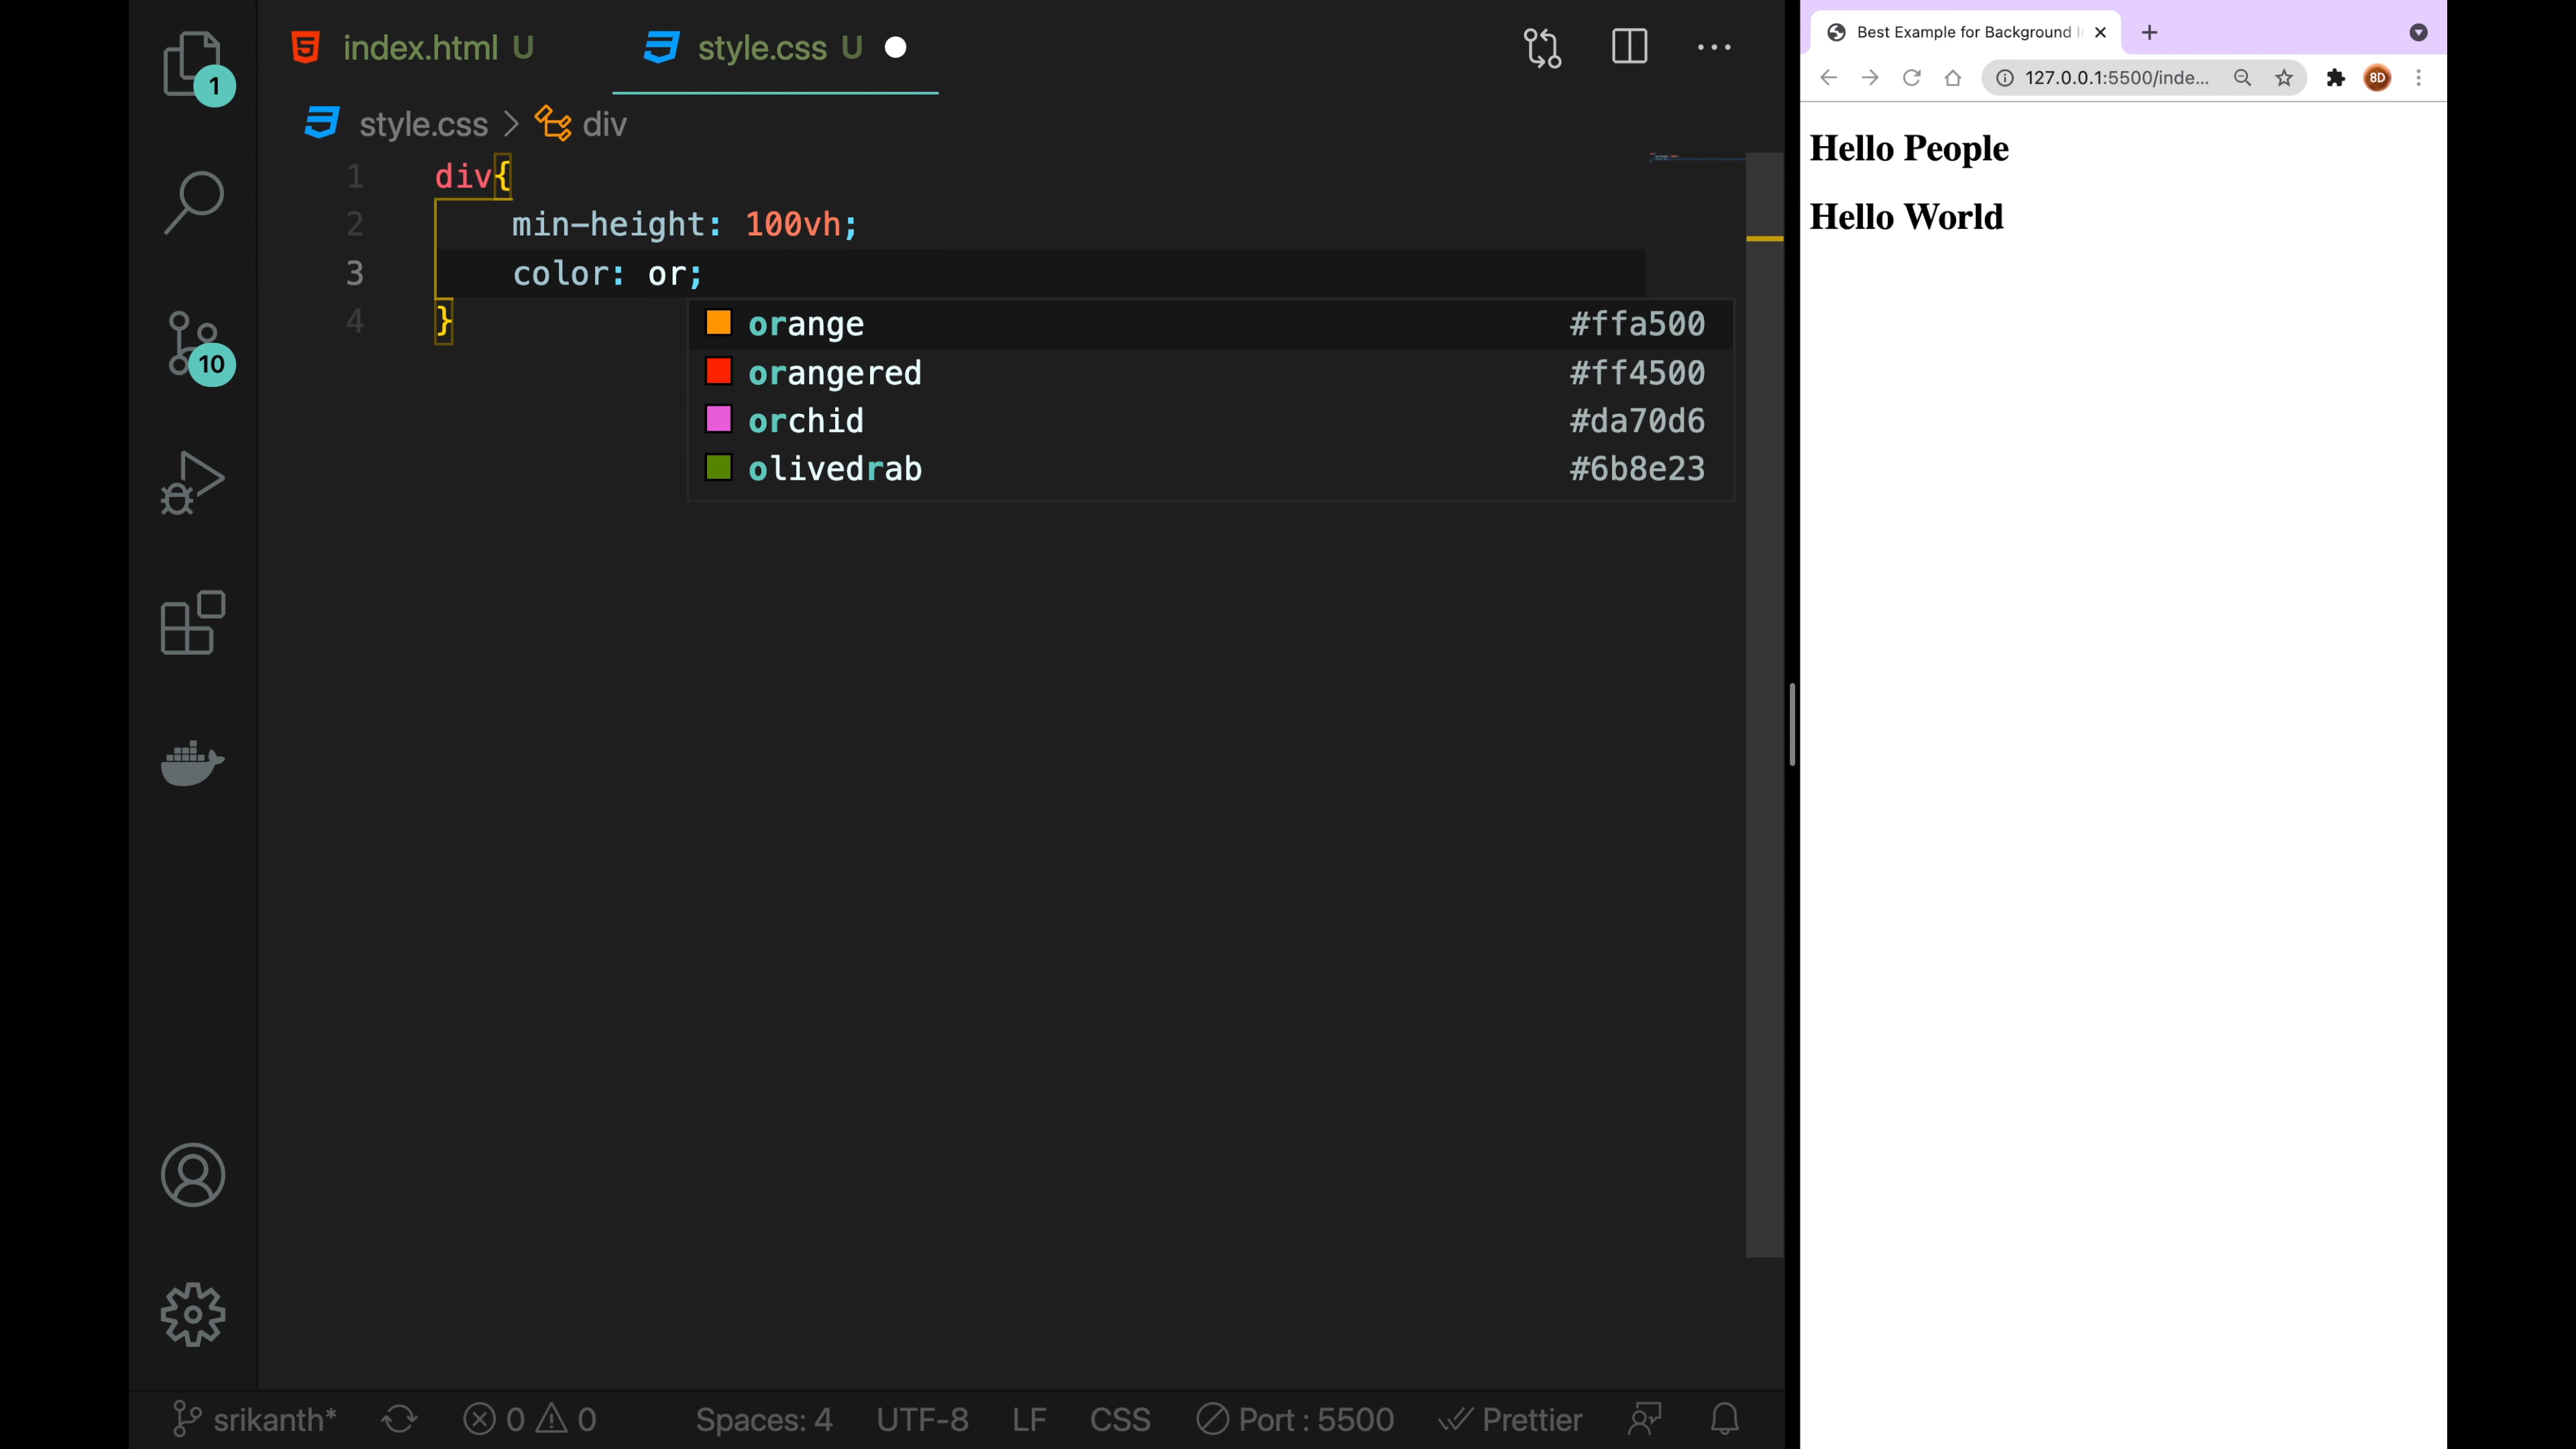 index.html U
style.css U
style.css > div
1 div{
2 min-height: 100vh;
3 color: or;
4 }
orange #ffa500
orangered #ff4500
orchid #da70d6
olivedrab #6b8e23
1
10
srikanth* 0 0 Spaces: 4 UTF-8 LF CSS Port : 5500 Prettier
Best Example for Background
127.0.0.1:5500/inde...
8D
Hello People
Hello World